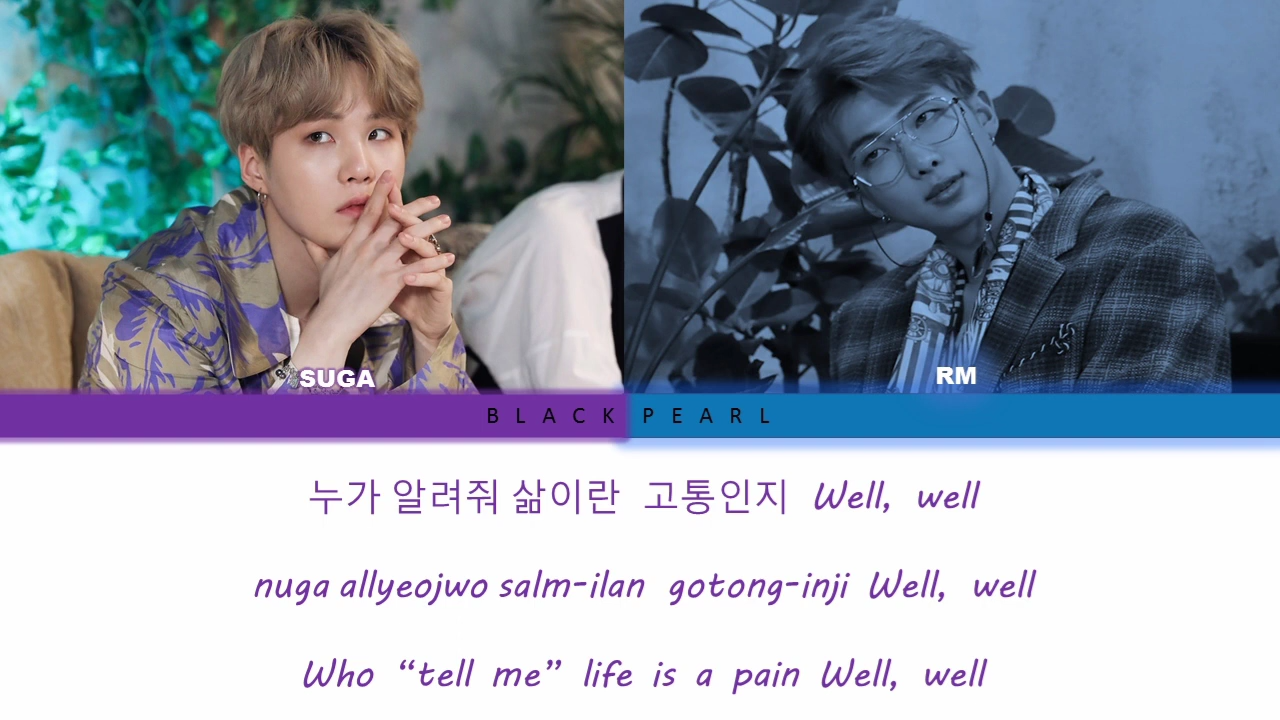 SUGA
RM
BLACK PEARL
누가 알려줘 삶이란 고통인지 Well, well
nuga allyeojwo salm-ilan gotong-inji Well, well
Who “tell me” life is a pain Well, well